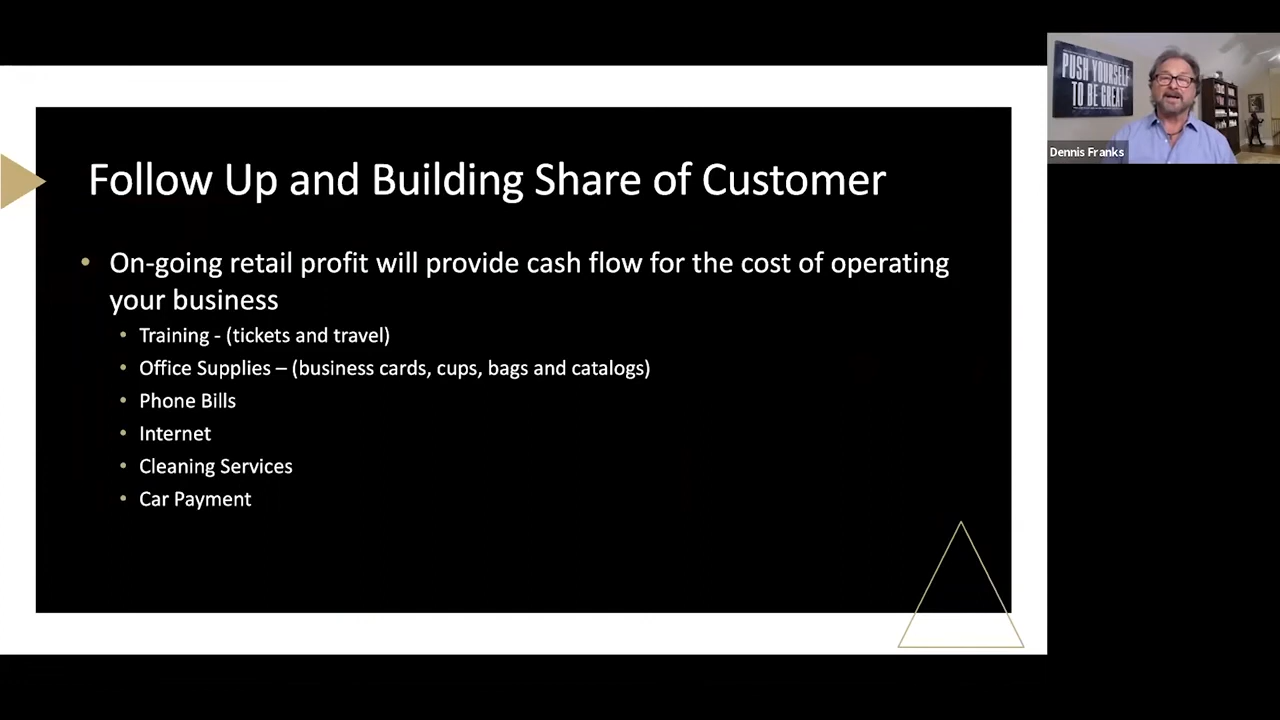 Follow Up and Building Share of Customer
• On-going retail profit will provide cash flow for the cost of operating
your business
• Training - (tickets and travel)
• Office Supplies – (business cards, cups, bags and catalogs)
• Phone Bills
• Internet
• Cleaning Services
• Car Payment
PUSH YOURSELF
TO BE GREAT
Dennis Franks